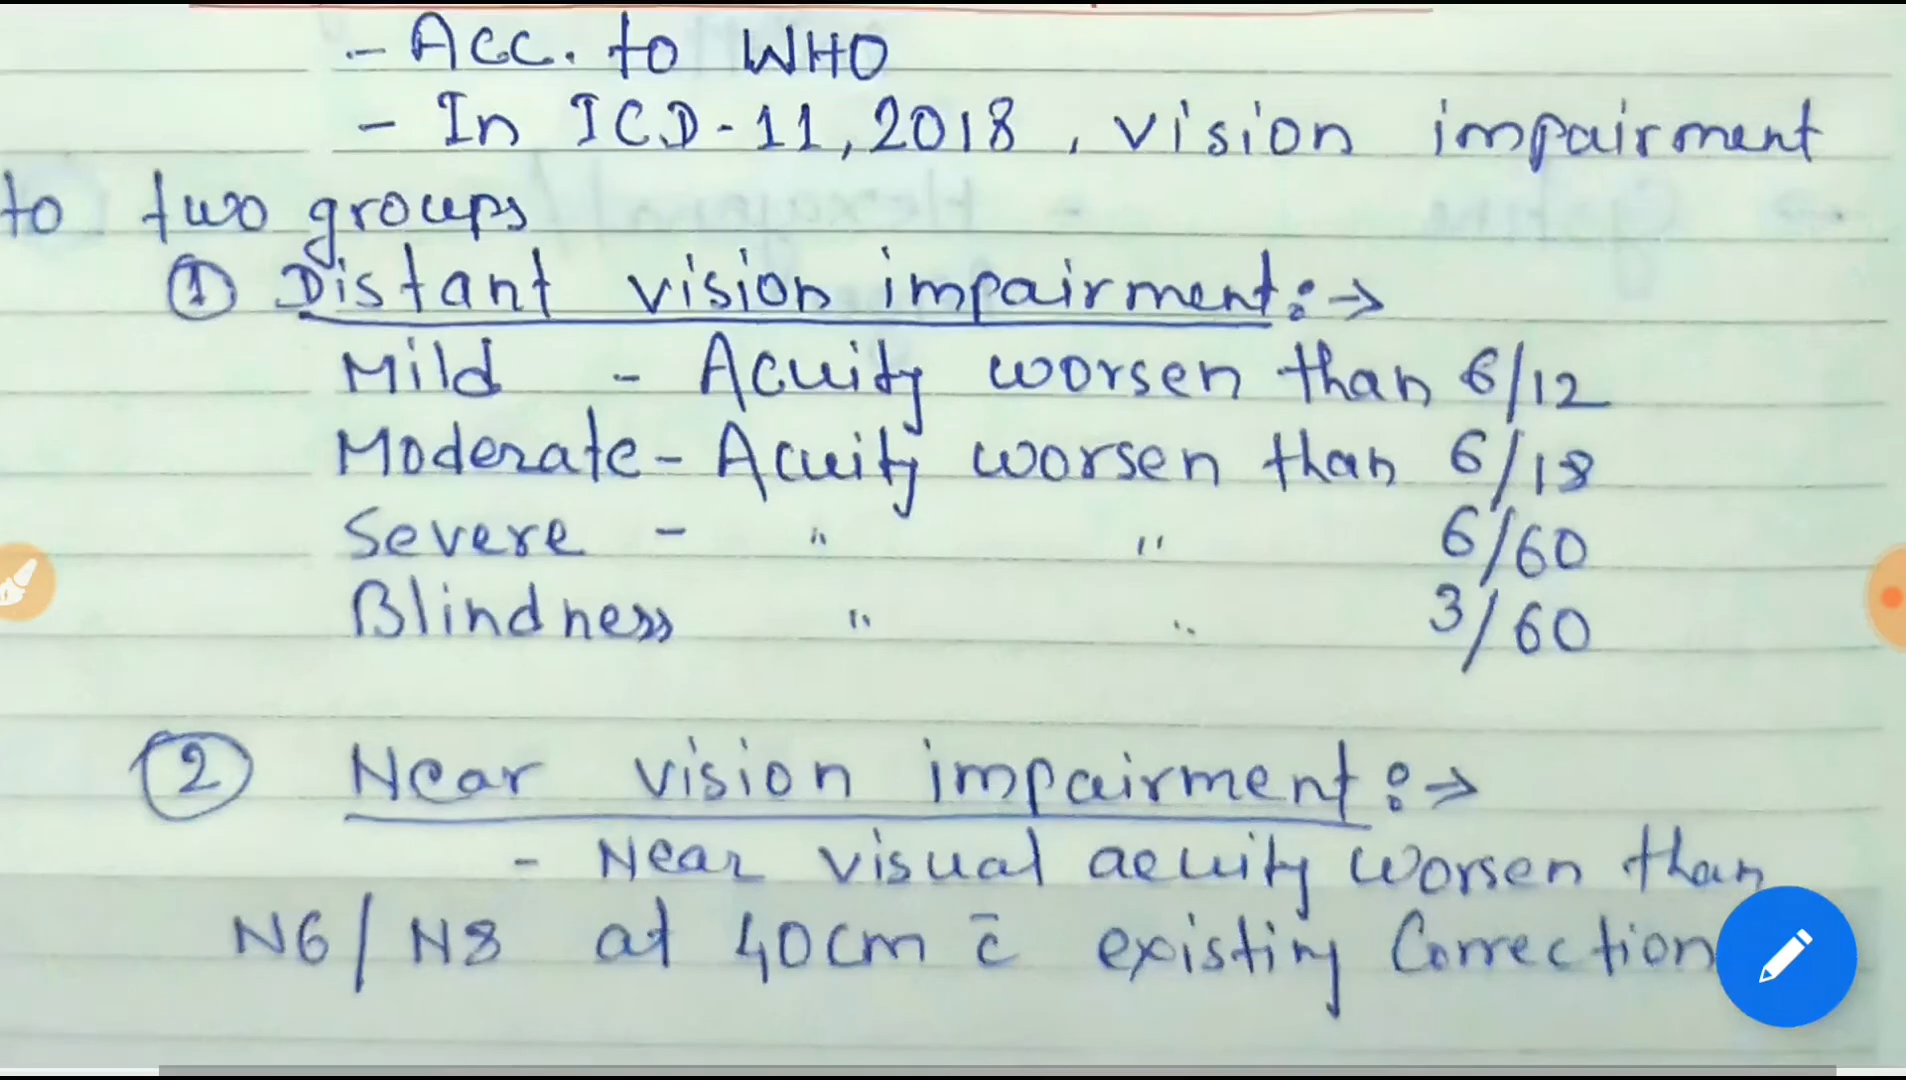 - Acc. to WHO
- In ICD-11, 2018, vision impairment
to two groups
① Distant vision impairment :→
Mild - Acuity worsen than 6/12
Moderate - Acuity worsen than 6/18
Severe - " " 6/60
Blindness " " 3/60
② Near vision impairment :→
- Near visual acuity worsen than
N6/N8 at 40cm c̄ existing Correction